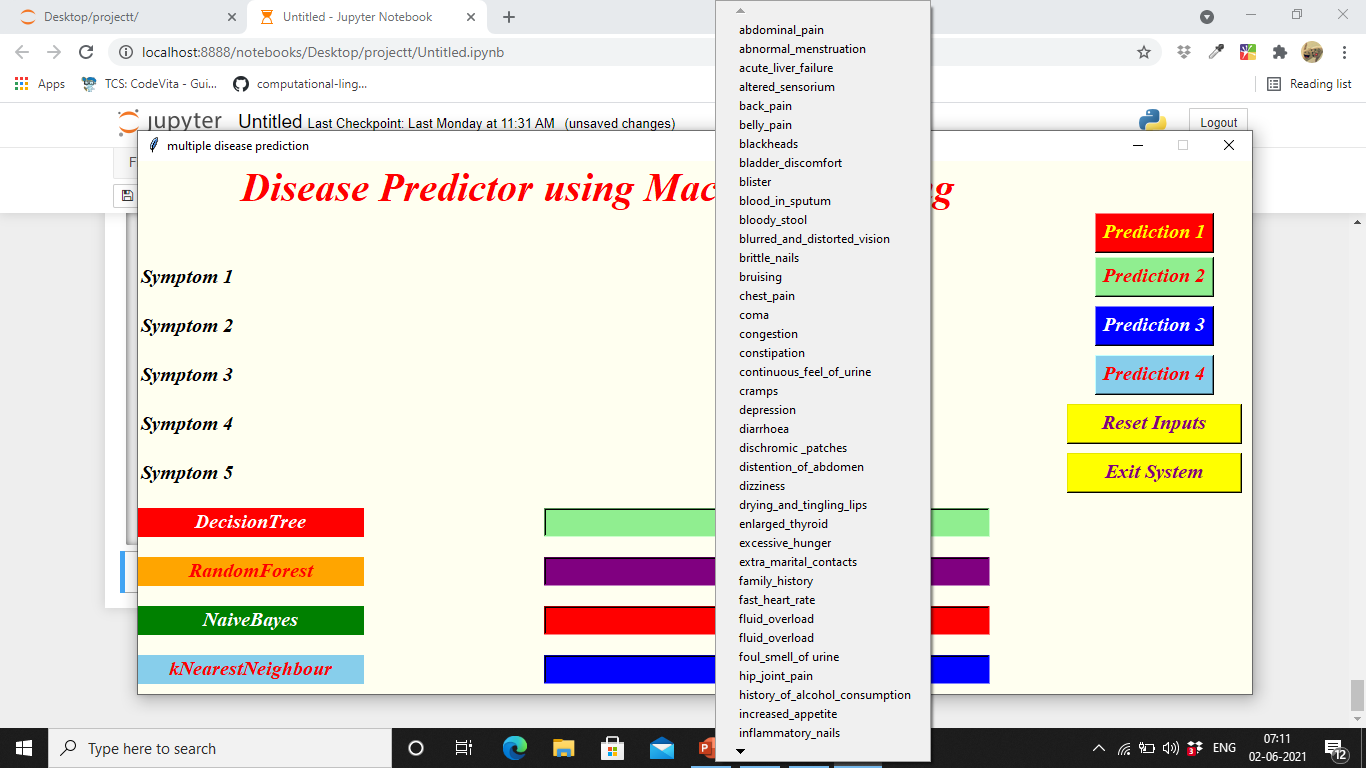 Desktop/projectt/
Untitled - Jupyter Notebook
localhost:8888/notebooks/Desktop/projectt/Untitled.ipynb
Apps
TCS: CodeVita - Gui...
computational-ling...
Reading list
jupyter Untitled Last Checkpoint: Last Monday at 11:31 AM (unsaved changes)
Logout
F
multiple disease prediction
Disease Predictor using Mac
g
Symptom 1
Symptom 2
Symptom 3
Symptom 4
Symptom 5
DecisionTree
RandomForest
NaiveBayes
kNearestNeighbour
abdominal_pain
abnormal_menstruation
acute_liver_failure
altered_sensorium
back_pain
belly_pain
blackheads
bladder_discomfort
blister
blood_in_sputum
bloody_stool
blurred_and_distorted_vision
brittle_nails
bruising
chest_pain
coma
congestion
constipation
continuous_feel_of_urine
cramps
depression
diarrhoea
dischromic _patches
distention_of_abdomen
dizziness
drying_and_tingling_lips
enlarged_thyroid
excessive_hunger
extra_marital_contacts
family_history
fast_heart_rate
fluid_overload
fluid_overload
foul_smell_of urine
hip_joint_pain
history_of_alcohol_consumption
increased_appetite
inflammatory_nails
Prediction 1
Prediction 2
Prediction 3
Prediction 4
Reset Inputs
Exit System
Type here to search
ENG
07:11
02-06-2021
12